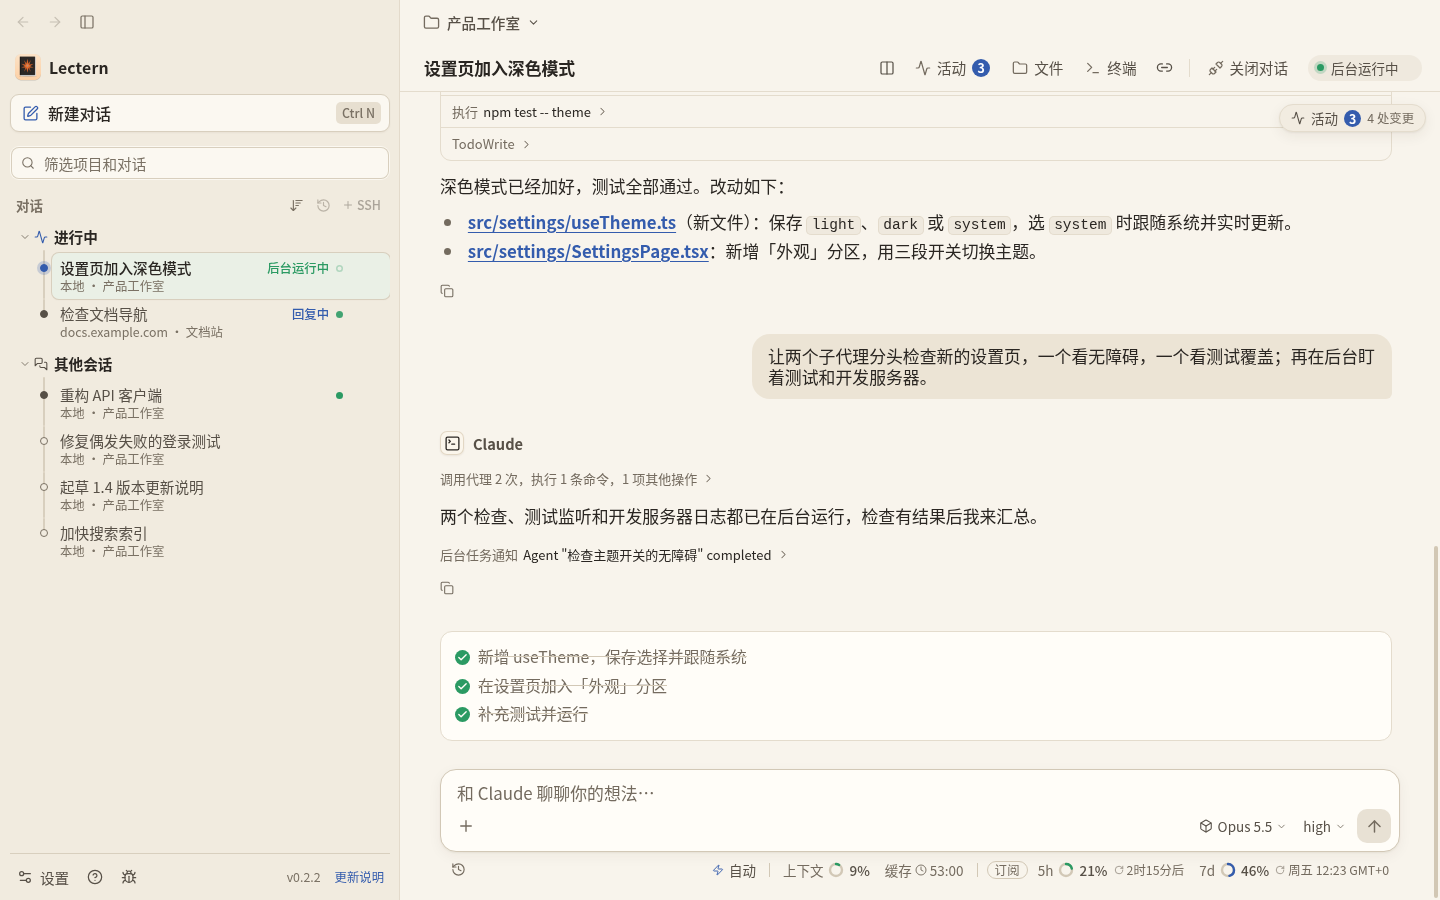 Lectern
新建对话
Ctrl N
筛选项目和对话
对话
+ SSH
进行中
设置页加入深色模式
后台运行中
本地 · 产品工作室
检查文档导航
回复中
docs.example.com · 文档站
其他会话
重构 API 客户端
本地 · 产品工作室
修复偶发失败的登录测试
本地 · 产品工作室
起草 1.4 版本更新说明
本地 · 产品工作室
加快搜索索引
本地 · 产品工作室
设置
v0.2.2
更新说明
产品工作室
设置页加入深色模式
活动 3
文件
终端
关闭对话
后台运行中
活动 3 4 处变更
执行 npm test -- theme
TodoWrite
深色模式已经加好，测试全部通过。改动如下：
src/settings/useTheme.ts（新文件）：保存 light、dark 或 system，选 system 时跟随系统并实时更新。
src/settings/SettingsPage.tsx：新增「外观」分区，用三段开关切换主题。
让两个子代理分头检查新的设置页，一个看无障碍，一个看测试覆盖；再在后台盯
着测试和开发服务器。
Claude
调用代理 2 次，执行 1 条命令，1 项其他操作
两个检查、测试监听和开发服务器日志都已在后台运行，检查有结果后我来汇总。
后台任务通知 Agent "检查主题开关的无障碍" completed
新增 useTheme，保存选择并跟随系统
在设置页加入「外观」分区
补充测试并运行
和 Claude 聊聊你的想法…
Opus 5.5
high
自动
上下文 9%
缓存 53:00
订阅
5h 21% 2时15分后
7d 46% 周五 12:23 GMT+0